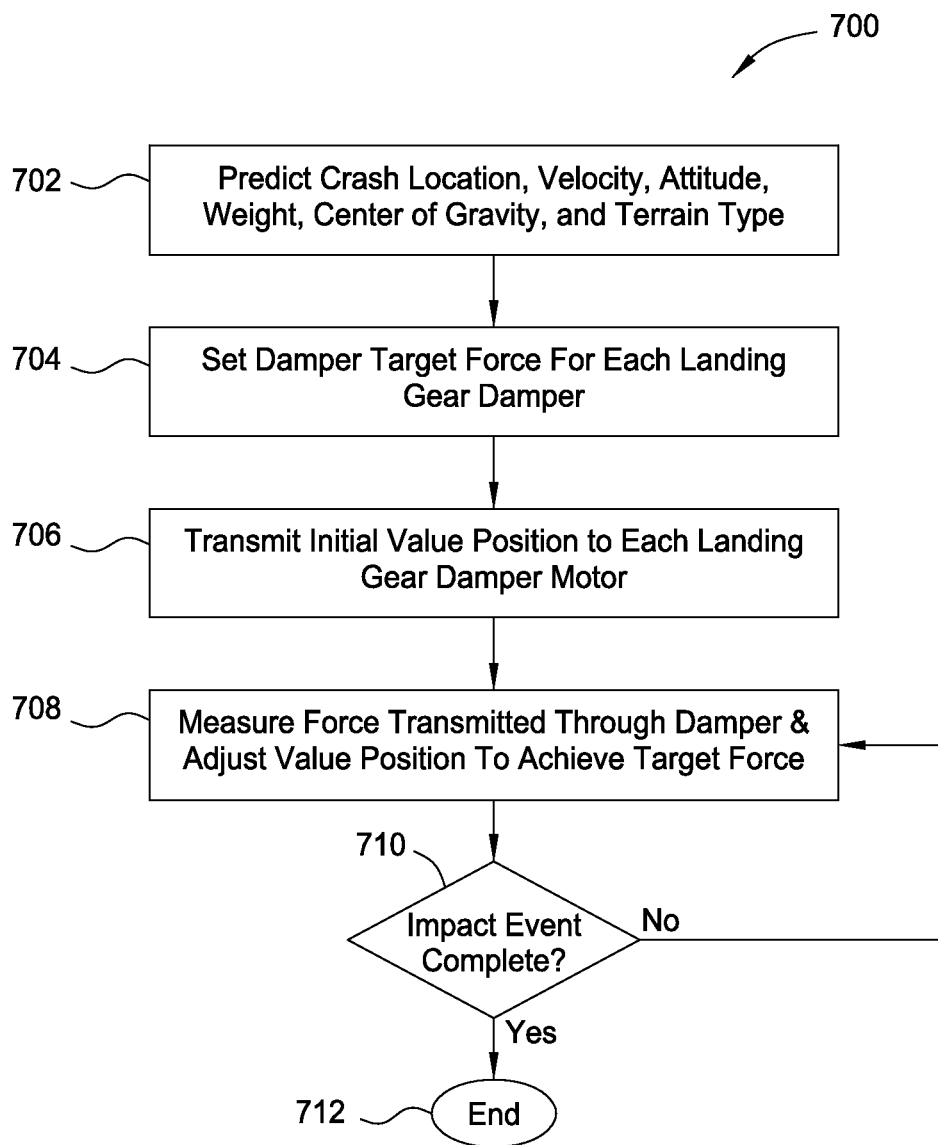 700
702
Predict Crash Location, Velocity, Attitude,
Weight, Center of Gravity, and Terrain Type
704
Set Damper Target Force For Each Landing
Gear Damper
706
Transmit Initial Value Position to Each Landing
Gear Damper Motor
708
Measure Force Transmitted Through Damper &
Adjust Value Position To Achieve Target Force
710
Impact Event
Complete?
No
Yes
712
End